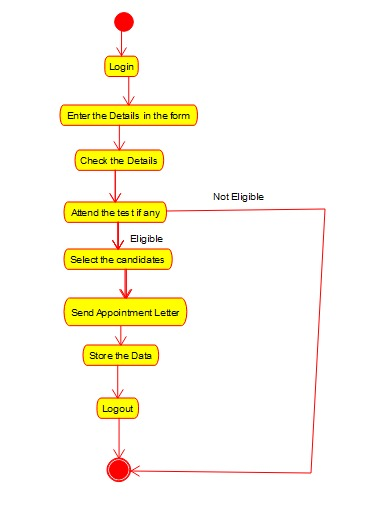 Login
Enter the Details in the form
Check the Details
Not Eligible
Attend the test if any
Eligible
Select the candidates
Send Appointment Letter
Store the Data
Logout